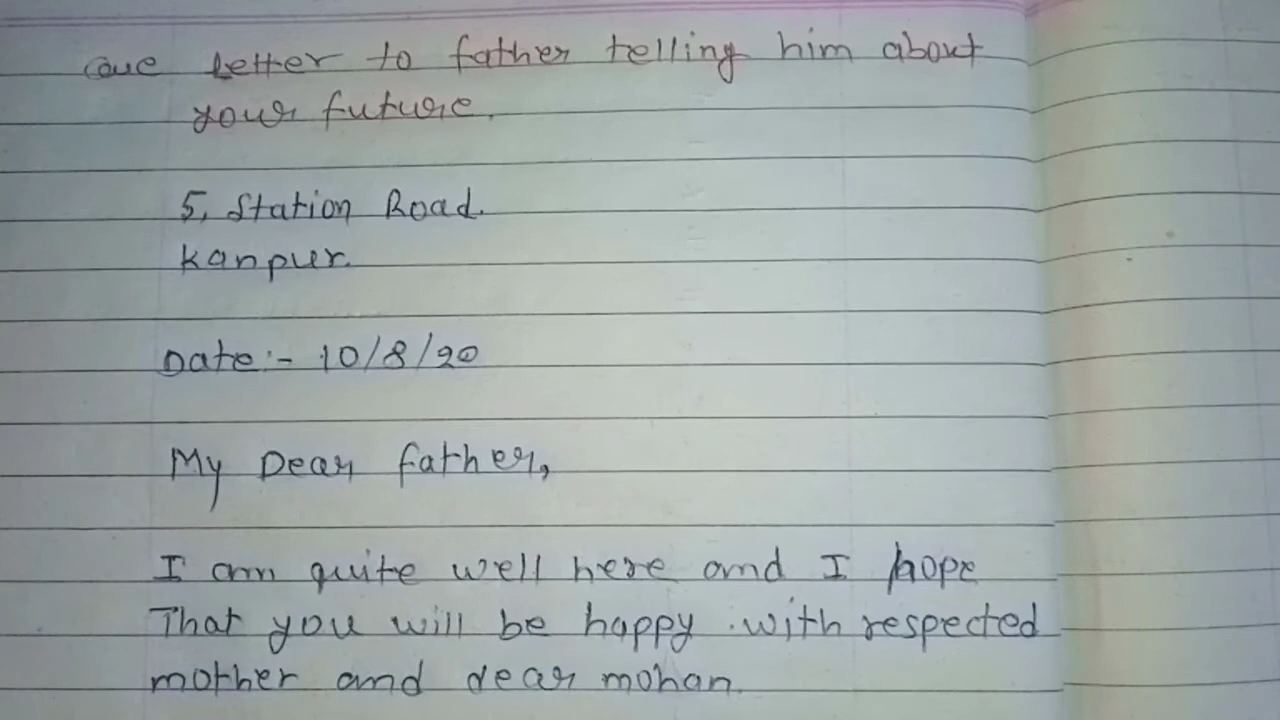 letter to father telling him about
your future.
5, Station Road.
Kanpur.
Date:- 10/8/20
My Dear father,
I am quite well here and I hope
That you will be happy with respected
mother and dear mohan.